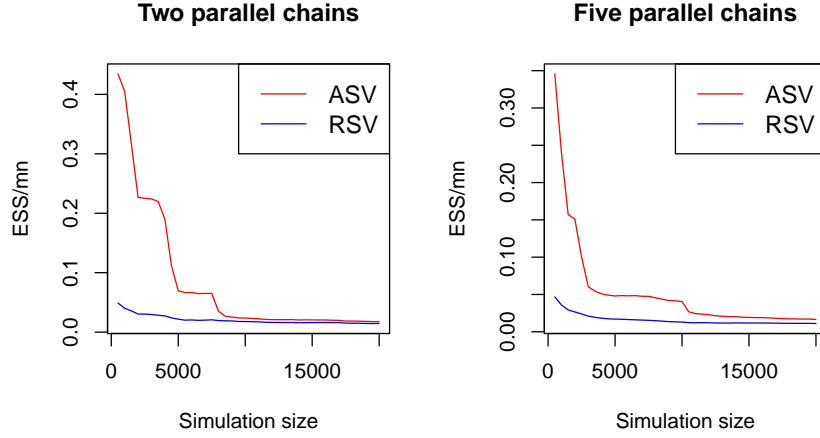 Two parallel chains
ASV
RSV
ESS/mn
0.0
0.1
0.2
0.3
0.4
0
5000
15000
Simulation size
Five parallel chains
ASV
RSV
ESS/mn
0.00
0.10
0.20
0.30
0
5000
15000
Simulation size